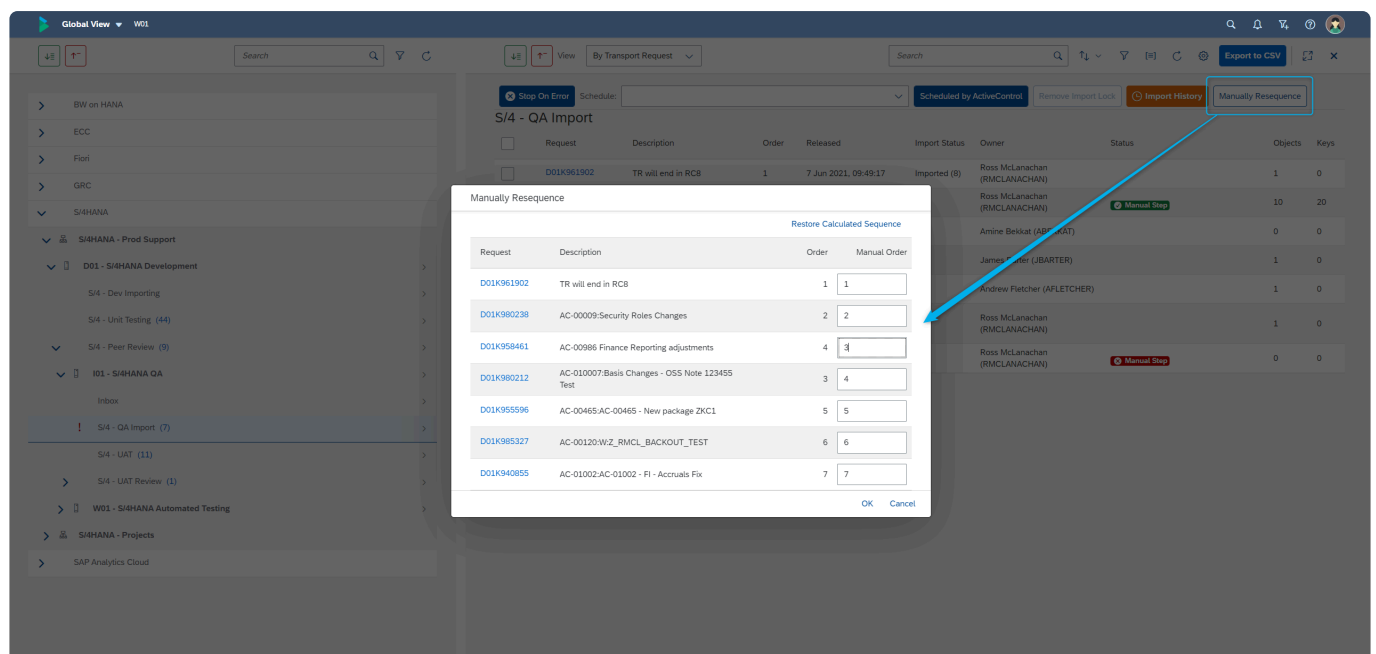 Global View W01
Search
View By Transport Request
Search
Export to CSV
Stop On Error Schedule: Scheduled by ActiveControl Remove Import Lock Import History Manually Resequence
BW on HANA
ECC
Fiori
GRC
S/4HANA
S/4HANA - Prod Support
D01 - S/4HANA Development
S/4 - Dev Importing
S/4 - Unit Testing (44)
S/4 - Peer Review (9)
I01 - S/4HANA QA
Inbox
S/4 - QA Import (7)
S/4 - UAT (11)
S/4 - UAT Review (1)
W01 - S/4HANA Automated Testing
S/4HANA - Projects
SAP Analytics Cloud
S/4 - QA Import
Request Description Order Released Import Status Owner Status Objects Keys
D01K961902 TR will end in RC8 1 7 Jun 2021, 09:49:17 Imported (8) Ross McLanachan (RMCLANACHAN) 1 0
Ross McLanachan (RMCLANACHAN) Manual Step 10 20
Amine Bekkat 0 0
1 0
Andrew Fletcher (AFLETCHER) 1 0
Ross McLanachan (RMCLANACHAN) 1 0
Ross McLanachan (RMCLANACHAN) Manual Step 0 0
Manually Resequence
Restore Calculated Sequence
Request Description Order Manual Order
D01K961902 TR will end in RC8 1 1
D01K980238 AC-00009:Security Roles Changes 2 2
D01K958461 AC-00986 Finance Reporting adjustments 4 3
D01K980212 AC-010007:Basis Changes - OSS Note 123455 Test 3 4
D01K955596 AC-00465:AC-00465 - New package ZKC1 5 5
D01K985327 AC-00120:W:Z_RMCL_BACKOUT_TEST 6 6
D01K940855 AC-01002:AC-01002 - FI - Accruals Fix 7 7
OK Cancel